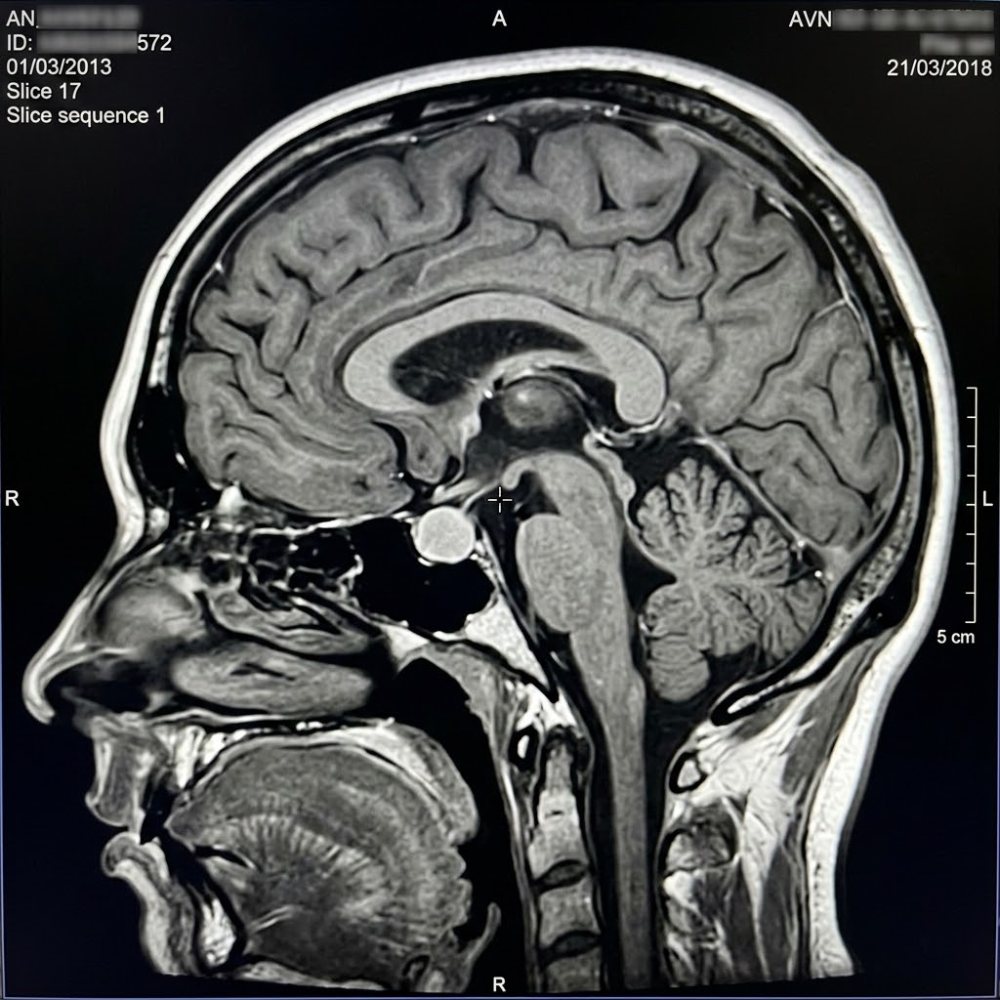 AN
ID: 572
01/03/2013
Slice 17
Slice sequence 1
A
AVN
21/03/2018
R
L
5 cm
R